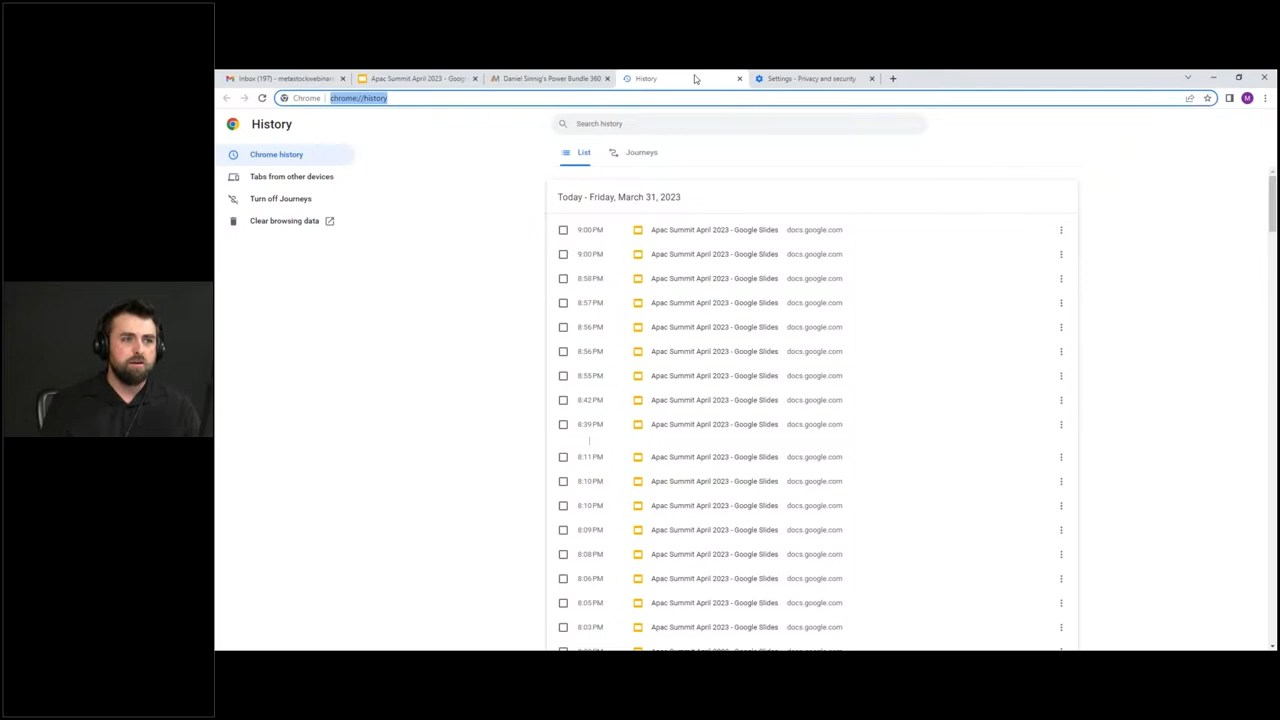 Inbox (197) - metastockwebinar
Apac Summit April 2023 - Goog
Daniel Sinnig's Power Bundle 360
History
Settings - Privacy and security
Chrome
chrome://history
M
History
Search history
Chrome history
List
Journeys
Tabs from other devices
Turn off Journeys
Clear browsing data
Today - Friday, March 31, 2023
9:00 PM Apac Summit April 2023 - Google Slides docs.google.com
9:00 PM Apac Summit April 2023 - Google Slides docs.google.com
8:58 PM Apac Summit April 2023 - Google Slides docs.google.com
8:57 PM Apac Summit April 2023 - Google Slides docs.google.com
8:56 PM Apac Summit April 2023 - Google Slides docs.google.com
8:56 PM Apac Summit April 2023 - Google Slides docs.google.com
8:55 PM Apac Summit April 2023 - Google Slides docs.google.com
8:42 PM Apac Summit April 2023 - Google Slides docs.google.com
8:39 PM Apac Summit April 2023 - Google Slides docs.google.com
8:11 PM Apac Summit April 2023 - Google Slides docs.google.com
8:10 PM Apac Summit April 2023 - Google Slides docs.google.com
8:10 PM Apac Summit April 2023 - Google Slides docs.google.com
8:09 PM Apac Summit April 2023 - Google Slides docs.google.com
8:08 PM Apac Summit April 2023 - Google Slides docs.google.com
8:06 PM Apac Summit April 2023 - Google Slides docs.google.com
8:05 PM Apac Summit April 2023 - Google Slides docs.google.com
8:03 PM Apac Summit April 2023 - Google Slides docs.google.com